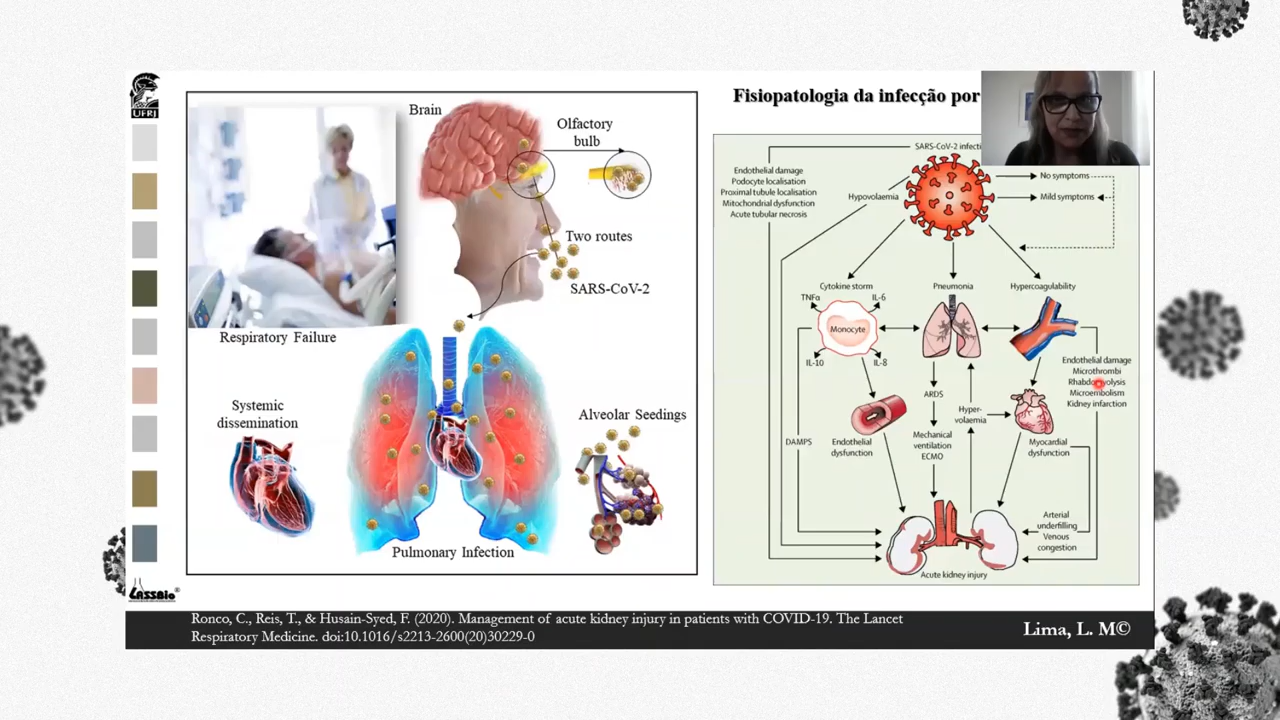 UFRJ
Brain
Olfactory
bulb
Two routes
SARS-CoV-2
Respiratory Failure
Systemic
dissemination
Alveolar Seedings
Pulmonary Infection
LASSBio®
Fisiopatologia da infecção por
SARS-CoV-2
Endothelial damage
Podocyte localisation
Proximal tubule localisation
Mitochondrial dysfunction
Acute tubular necrosis
Hypovolaemia
No symptoms
Mild symptoms
Cytokine storm
Pneumonia
Hypercoagulability
TNFα
IL-6
Monocyte
IL-10
IL-8
Endothelial damage
Microthrombi
Rhabdomyolysis
Microembolism
Kidney infarction
ARDS
Hyper-
volaemia
DAMPS
Endothelial
dysfunction
Mechanical
ventilation
ECMO
Myocardial
dysfunction
Arterial
underfilling
Venous
congestion
Acute kidney injury
Ronco, C., Reis, T., & Husain-Syed, F. (2020). Management of acute kidney injury in patients with COVID-19. The Lancet
Respiratory Medicine. doi:10.1016/s2213-2600(20)30229-0
Lima, L. M©